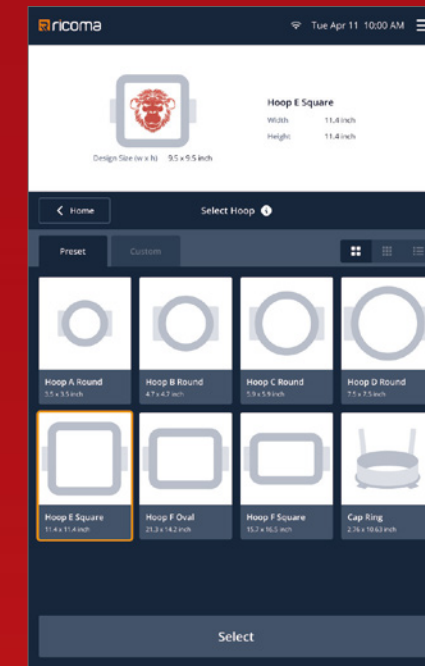 ricoma
Tue Apr 11 10:00 AM
Hoop E Square
Width 11.4 inch
Height 11.4 inch
Design Size (w x h) 9.5 x 9.5 inch
Home
Select Hoop
Preset
Custom
Hoop A Round
3.5 x 3.5 inch
Hoop B Round
4.7 x 4.7 inch
Hoop C Round
5.9 x 5.9 inch
Hoop D Round
7.5 x 7.5 inch
Hoop E Square
11.4 x 11.4 inch
Hoop F Oval
21.3 x 14.2 inch
Hoop F Square
15.7 x 16.5 inch
Cap Ring
2.76 x 10.63 inch
Select